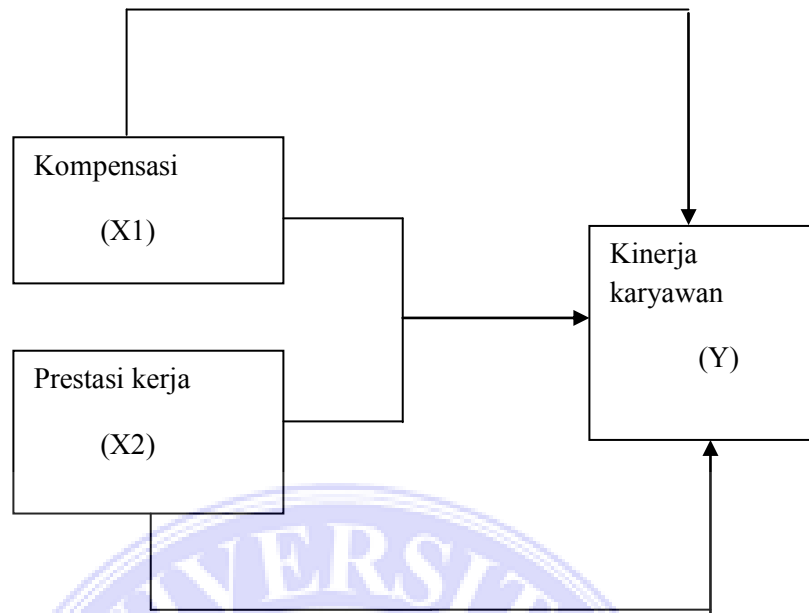 Kompensasi
(X1)
Prestasi kerja
(X2)
Kinerja
karyawan
(Y)